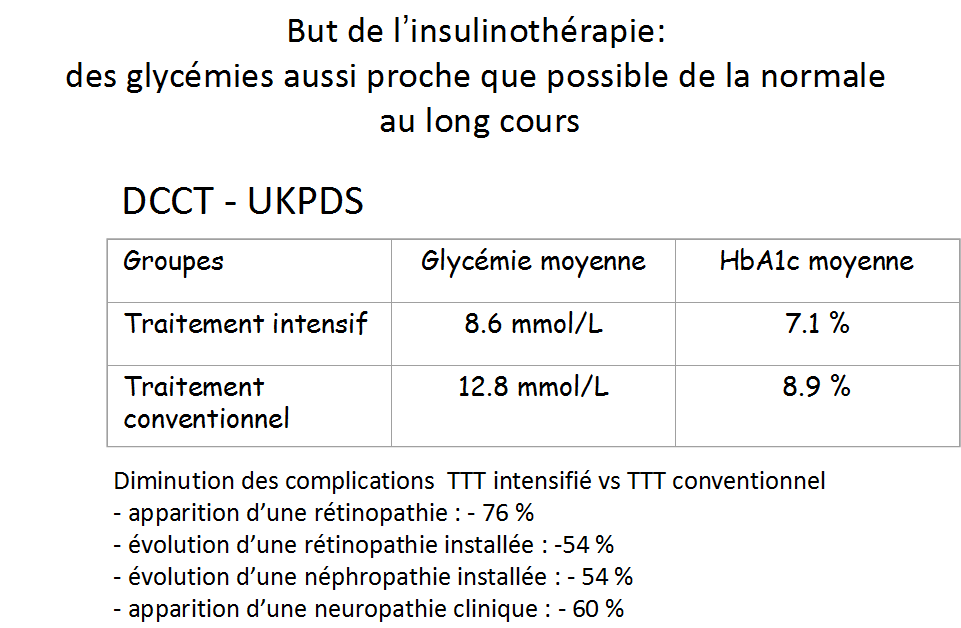 But de l’insulinothérapie:
des glycémies aussi proche que possible de la normale
au long cours
DCCT - UKPDS
Groupes Glycémie moyenne HbA1c moyenne
Traitement intensif 8.6 mmol/L 7.1 %
Traitement 12.8 mmol/L 8.9 %
conventionnel
Diminution des complications TTT intensifié vs TTT conventionnel
- apparition d’une rétinopathie : - 76 %
- évolution d’une rétinopathie installée : -54 %
- évolution d’une néphropathie installée : - 54 %
- apparition d’une neuropathie clinique : - 60 %